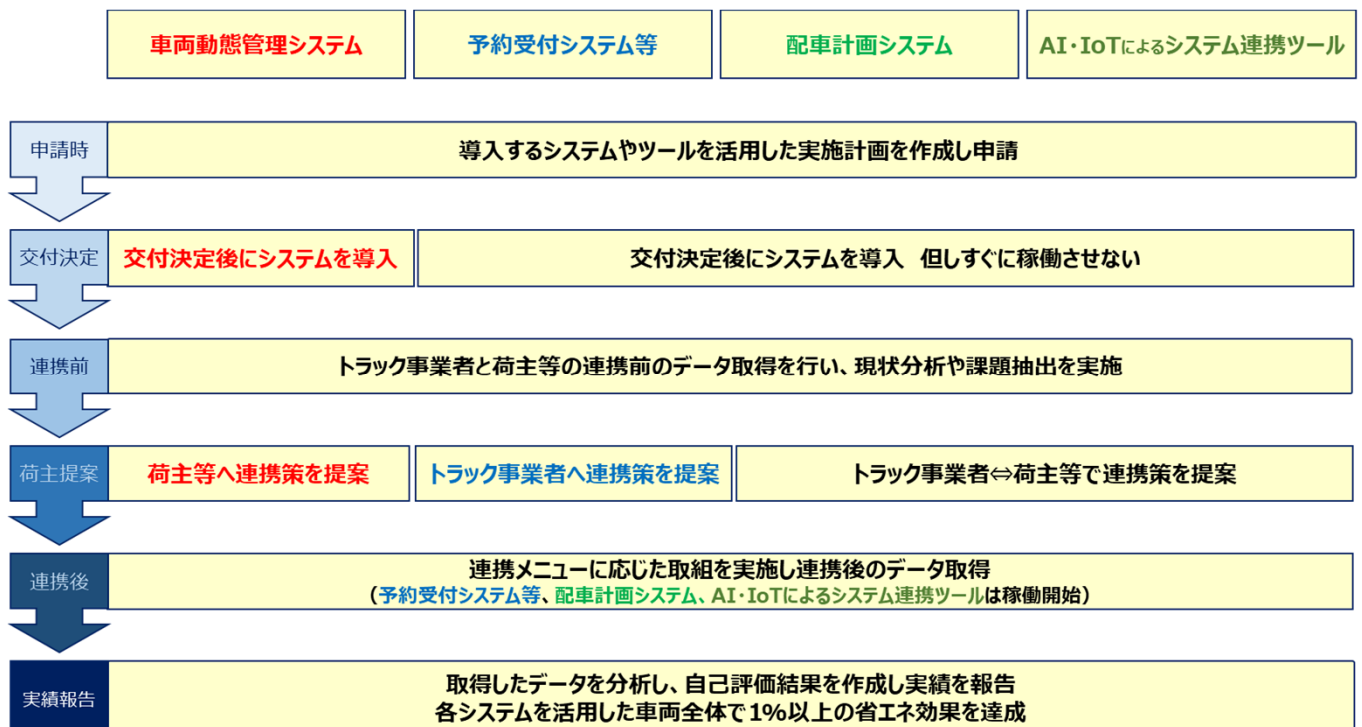 車両動態管理システム
予約受付システム等
配車計画システム
AI・IoTによるシステム連携ツール
申請時
導入するシステムやツールを活用した実施計画を作成し申請
交付決定
交付決定後にシステムを導入
交付決定後にシステムを導入 但しすぐに稼働させない
連携前
トラック事業者と荷主等の連携前のデータ取得を行い、現状分析や課題抽出を実施
荷主提案
荷主等へ連携策を提案
トラック事業者へ連携策を提案
トラック事業者⇔荷主等で連携策を提案
連携後
連携メニューに応じた取組を実施し連携後のデータ取得
（予約受付システム等、配車計画システム、AI・IoTによるシステム連携ツールは稼働開始）
実績報告
取得したデータを分析し、自己評価結果を作成し実績を報告
各システムを活用した車両全体で1%以上の省エネ効果を達成